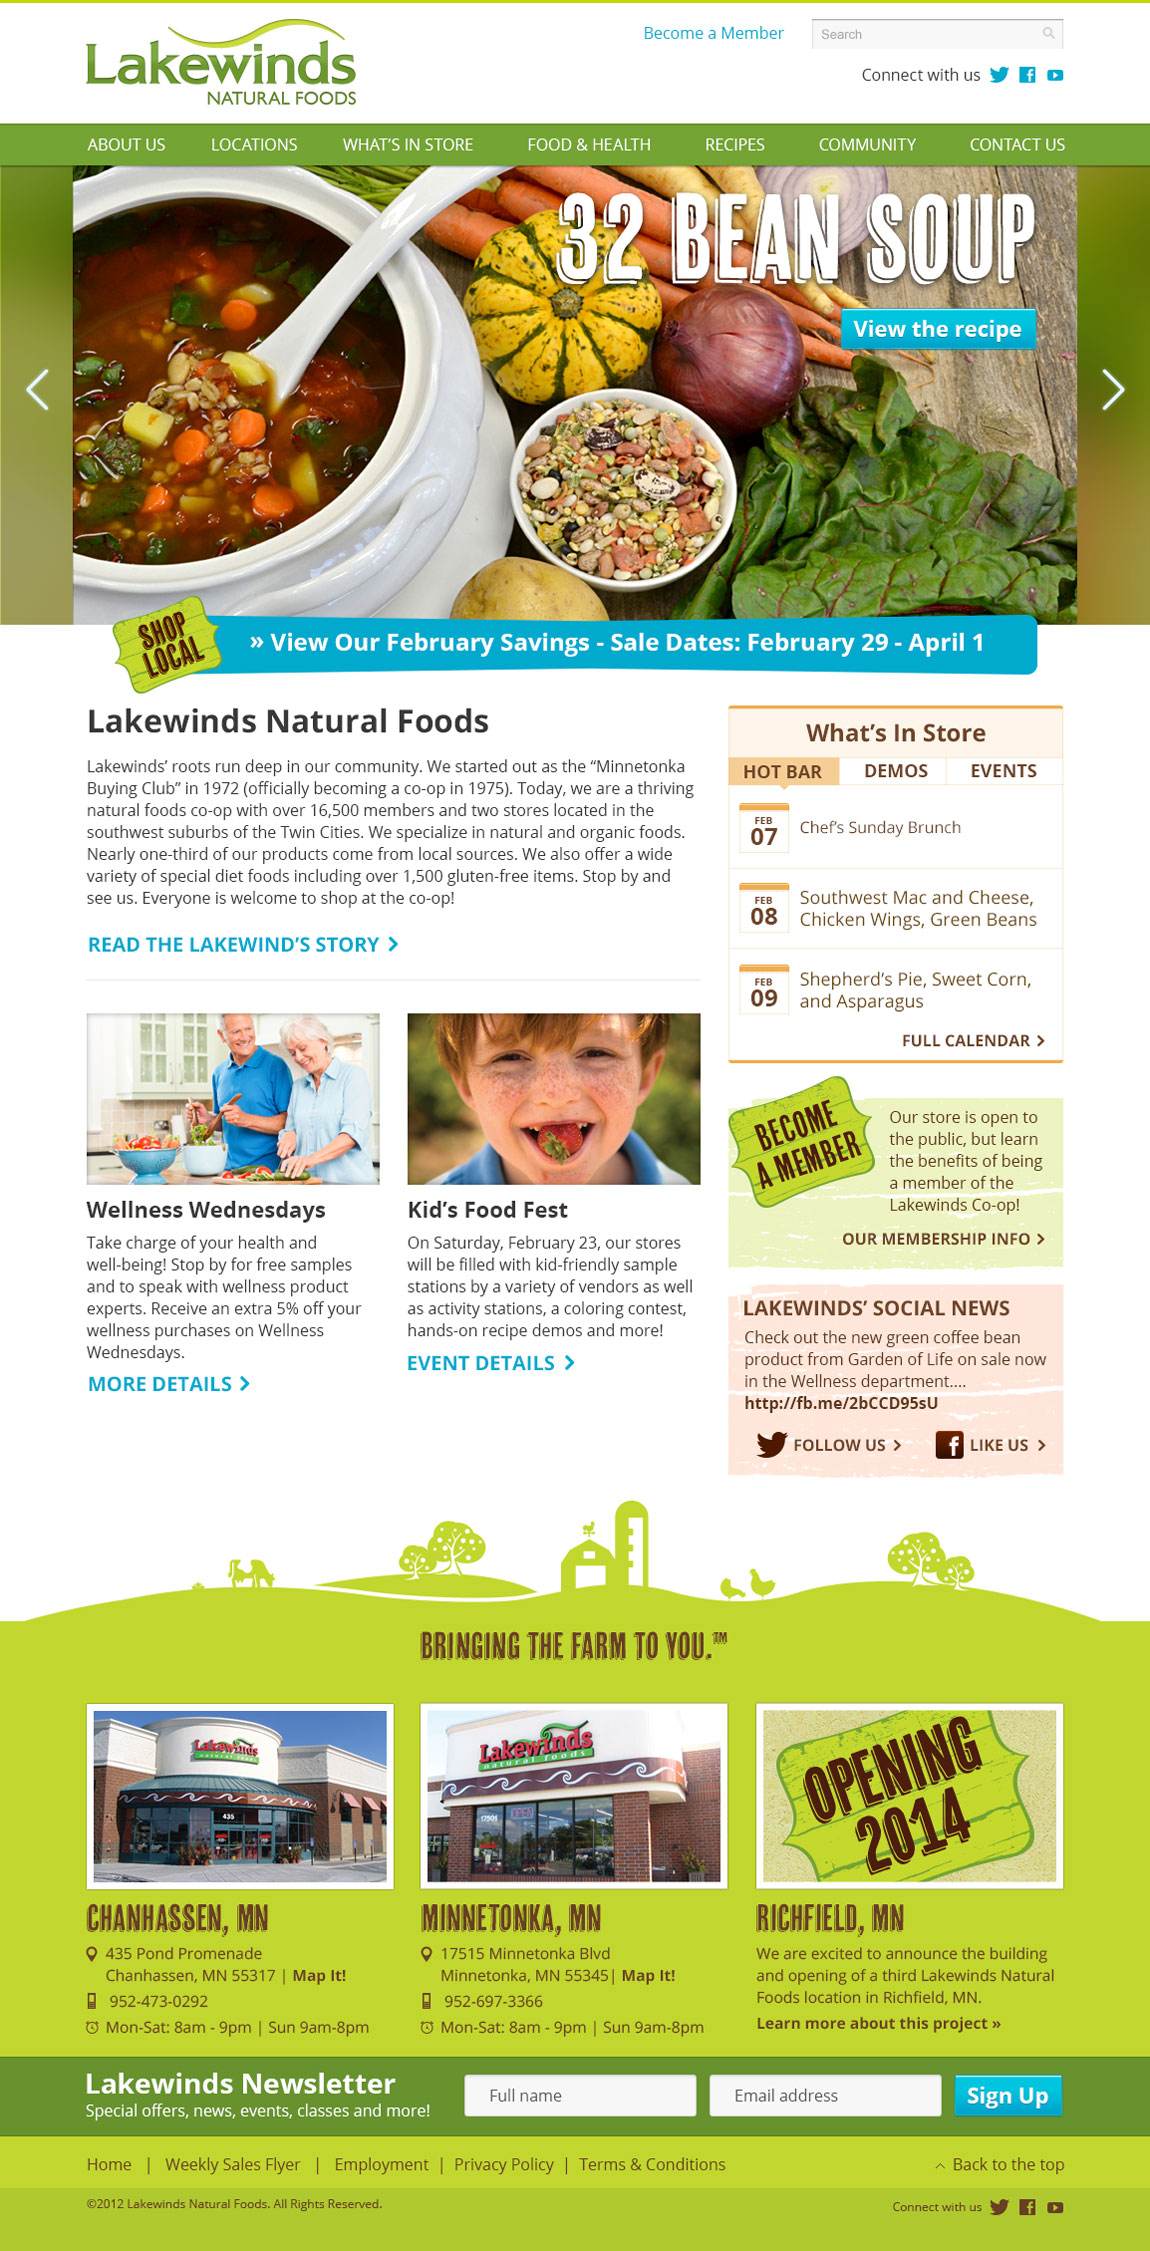 Lakewinds
NATURAL FOODS
Become a Member
Search
Connect with us
ABOUT US LOCATIONS WHAT'S IN STORE FOOD & HEALTH RECIPES COMMUNITY CONTACT US
32 BEAN SOUP
View the recipe
SHOP
LOCAL
» View Our February Savings - Sale Dates: February 29 - April 1
Lakewinds Natural Foods
Lakewinds’ roots run deep in our community. We started out as the “Minnetonka
Buying Club” in 1972 (officially becoming a co-op in 1975). Today, we are a thriving
natural foods co-op with over 16,500 members and two stores located in the
southwest suburbs of the Twin Cities. We specialize in natural and organic foods.
Nearly one-third of our products come from local sources. We also offer a wide
variety of special diet foods including over 1,500 gluten-free items. Stop by and
see us. Everyone is welcome to shop at the co-op!
READ THE LAKEWIND’S STORY
Wellness Wednesdays
Take charge of your health and
well-being! Stop by for free samples
and to speak with wellness product
experts. Receive an extra 5% off your
wellness purchases on Wellness
Wednesdays.
MORE DETAILS
Kid’s Food Fest
On Saturday, February 23, our stores
will be filled with kid-friendly sample
stations by a variety of vendors as well
as activity stations, a coloring contest,
hands-on recipe demos and more!
EVENT DETAILS
What’s In Store
HOT BAR DEMOS EVENTS
FEB
07
Chef’s Sunday Brunch
FEB
08
Southwest Mac and Cheese,
Chicken Wings, Green Beans
FEB
09
Shepherd’s Pie, Sweet Corn,
and Asparagus
FULL CALENDAR
BECOME
A MEMBER
Our store is open to
the public, but learn
the benefits of being
a member of the
Lakewinds Co-op!
OUR MEMBERSHIP INFO
LAKEWINDS’ SOCIAL NEWS
Check out the new green coffee bean
product from Garden of Life on sale now
in the Wellness department....
http://fb.me/2bCCD95sU
FOLLOW US LIKE US
BRINGING THE FARM TO YOU.™
Lakewinds
natural foods
435
Lakewinds
natural foods
17501
OPEN
OPENING
2014
CHANHASSEN, MN
435 Pond Promenade
Chanhassen, MN 55317 | Map It!
952-473-0292
Mon-Sat: 8am - 9pm | Sun 9am-8pm
MINNETONKA, MN
17515 Minnetonka Blvd
Minnetonka, MN 55345| Map It!
952-697-3366
Mon-Sat: 8am - 9pm | Sun 9am-8pm
RICHFIELD, MN
We are excited to announce the building
and opening of a third Lakewinds Natural
Foods location in Richfield, MN.
Learn more about this project »
Lakewinds Newsletter
Special offers, news, events, classes and more!
Full name
Email address
Sign Up
Home | Weekly Sales Flyer | Employment | Privacy Policy | Terms & Conditions
Back to the top
©2012 Lakewinds Natural Foods. All Rights Reserved.
Connect with us